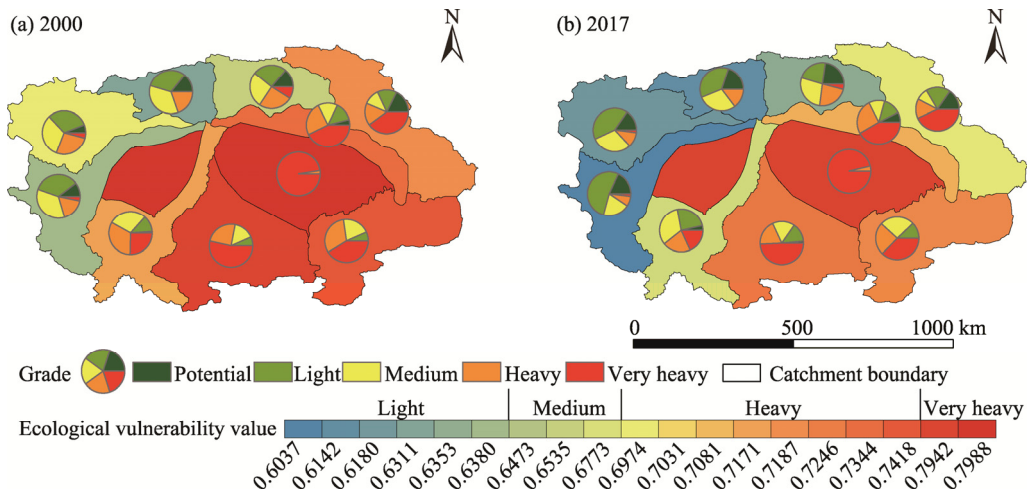 (a) 2000
N
(b) 2017
N
0 500 1000 km
Grade Potential Light Medium Heavy Very heavy Catchment boundary
Light Medium Heavy Very heavy
Ecological vulnerability value
0.6037 0.6142 0.6180 0.6311 0.6353 0.6380 0.6473 0.6535 0.6773 0.6974 0.7031 0.7081 0.7171 0.7187 0.7246 0.7344 0.7418 0.7942 0.7988